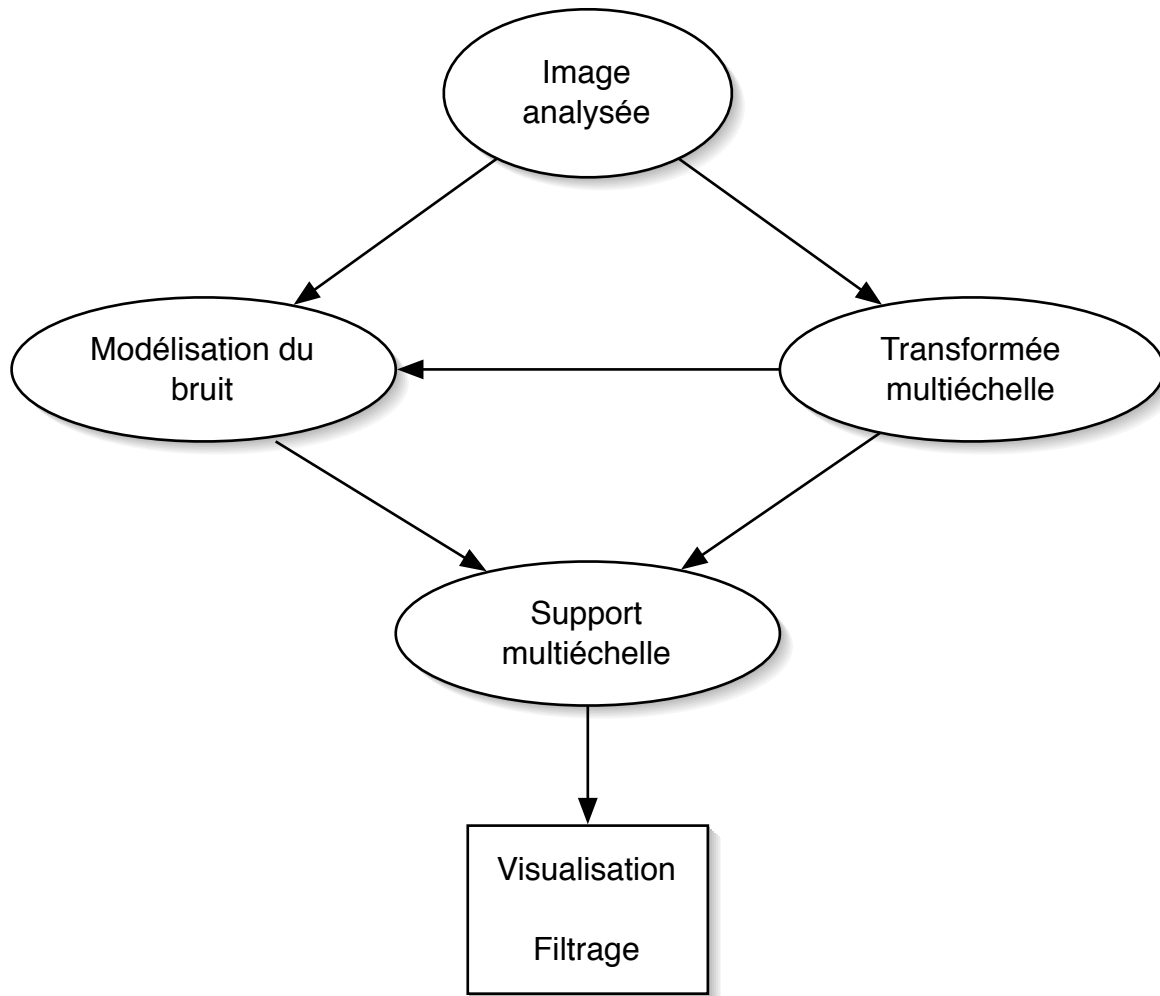 Image
analysée
Modélisation du
bruit
Transformée
multiéchelle
Support
multiéchelle
Visualisation
Filtrage